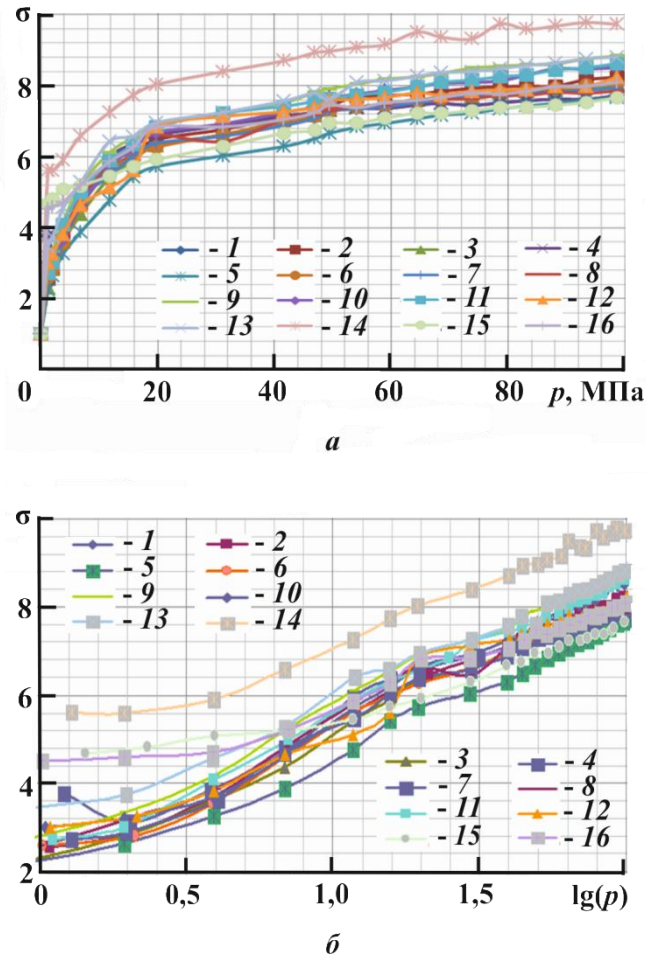 σ
8
6
4
2
- 1 - 2 - 3 - 4
- 5 - 6 - 7 - 8
- 9 - 10 - 11 - 12
- 13 - 14 - 15 - 16
0 20 40 60 80 p, МПа
а
σ
8
6
4
2
- 1 - 2
- 5 - 6
- 9 - 10
- 13 - 14
- 3 - 4
- 7 - 8
- 11 - 12
- 15 - 16
0 0,5 1,0 1,5 lg(p)
б